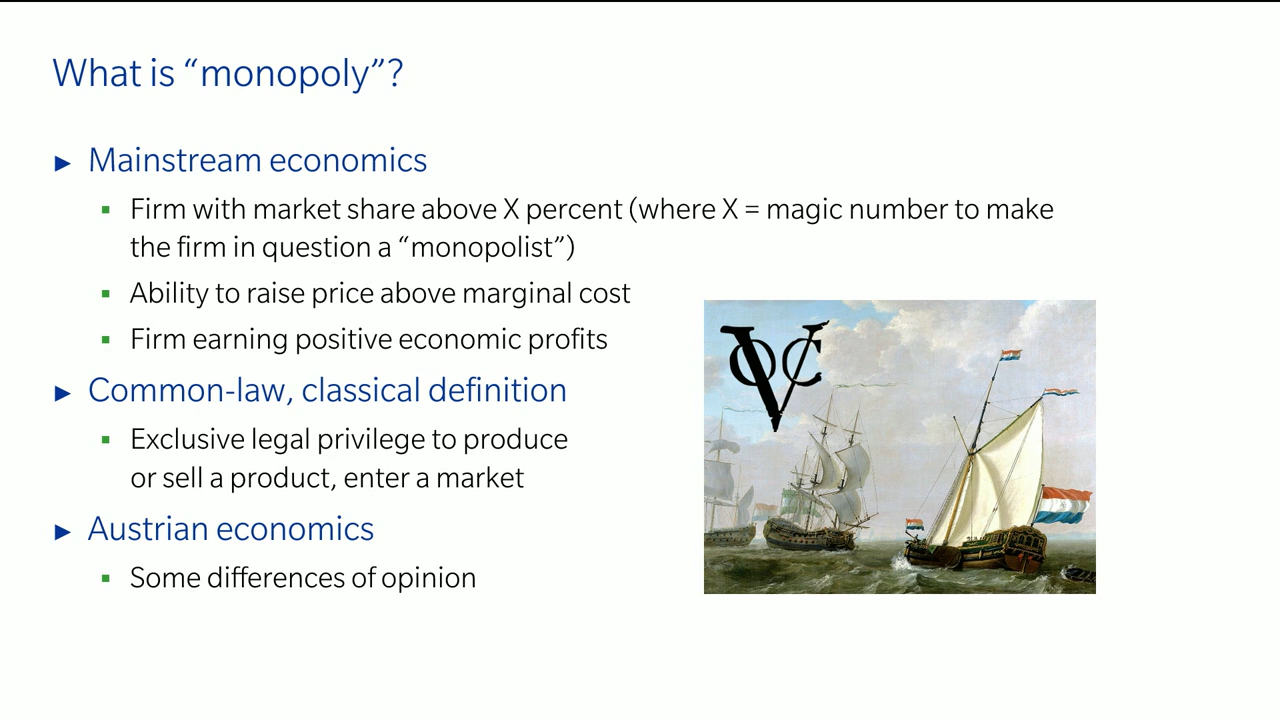 What is “monopoly”?
► Mainstream economics
▪ Firm with market share above X percent (where X = magic number to make
the firm in question a “monopolist”)
▪ Ability to raise price above marginal cost
▪ Firm earning positive economic profits
► Common-law, classical definition
▪ Exclusive legal privilege to produce
or sell a product, enter a market
► Austrian economics
▪ Some differences of opinion
VOC